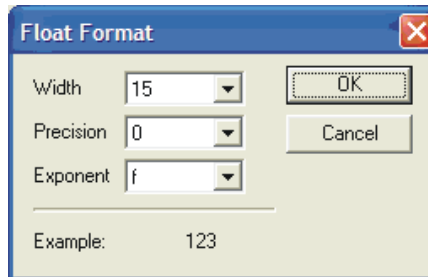 Float Format
Width 15 OK
Precision 0 Cancel
Exponent f
Example: 123